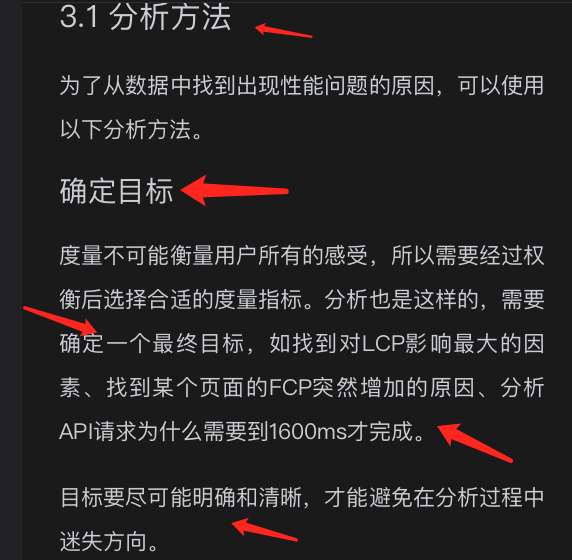 3.1 分析方法
为了从数据中找到出现性能问题的原因，可以使用
以下分析方法。
确定目标
度量不可能衡量用户所有的感受，所以需要经过权
衡后选择合适的度量指标。分析也是这样的，需要
确定一个最终目标，如找到对LCP影响最大的因
素、找到某个页面的FCP突然增加的原因、分析
API请求为什么需要到1600ms才完成。
目标要尽可能明确和清晰，才能避免在分析过程中
迷失方向。